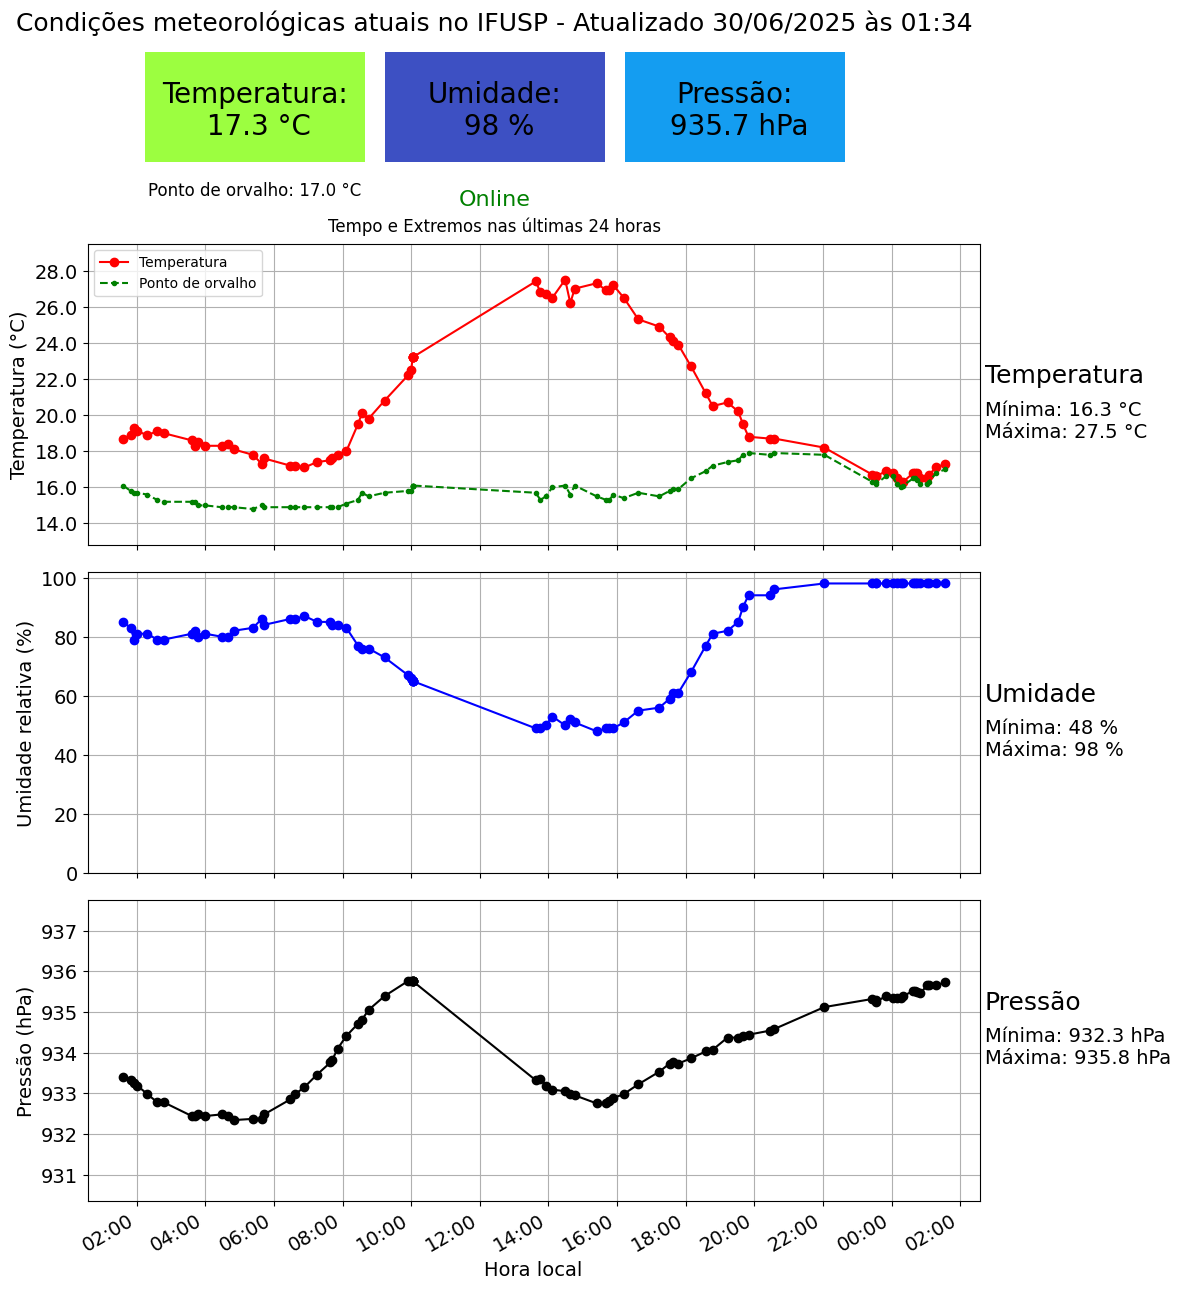 Condições meteorológicas atuais no IFUSP - Atualizado 30/06/2025 às 01:34
Temperatura:
17.3 °C
Umidade:
98 %
Pressão:
935.7 hPa
Ponto de orvalho: 17.0 °C
Online
Tempo e Extremos nas últimas 24 horas
Temperatura
Ponto de orvalho
Temperatura (°C)
28.0
26.0
24.0
22.0
20.0
18.0
16.0
14.0
Temperatura
Mínima: 16.3 °C
Máxima: 27.5 °C
Umidade relativa (%)
100
80
60
40
20
0
Umidade
Mínima: 48 %
Máxima: 98 %
Pressão (hPa)
937
936
935
934
933
932
931
Pressão
Mínima: 932.3 hPa
Máxima: 935.8 hPa
02:00 04:00 06:00 08:00 10:00 12:00 14:00 16:00 18:00 20:00 22:00 00:00 02:00
Hora local